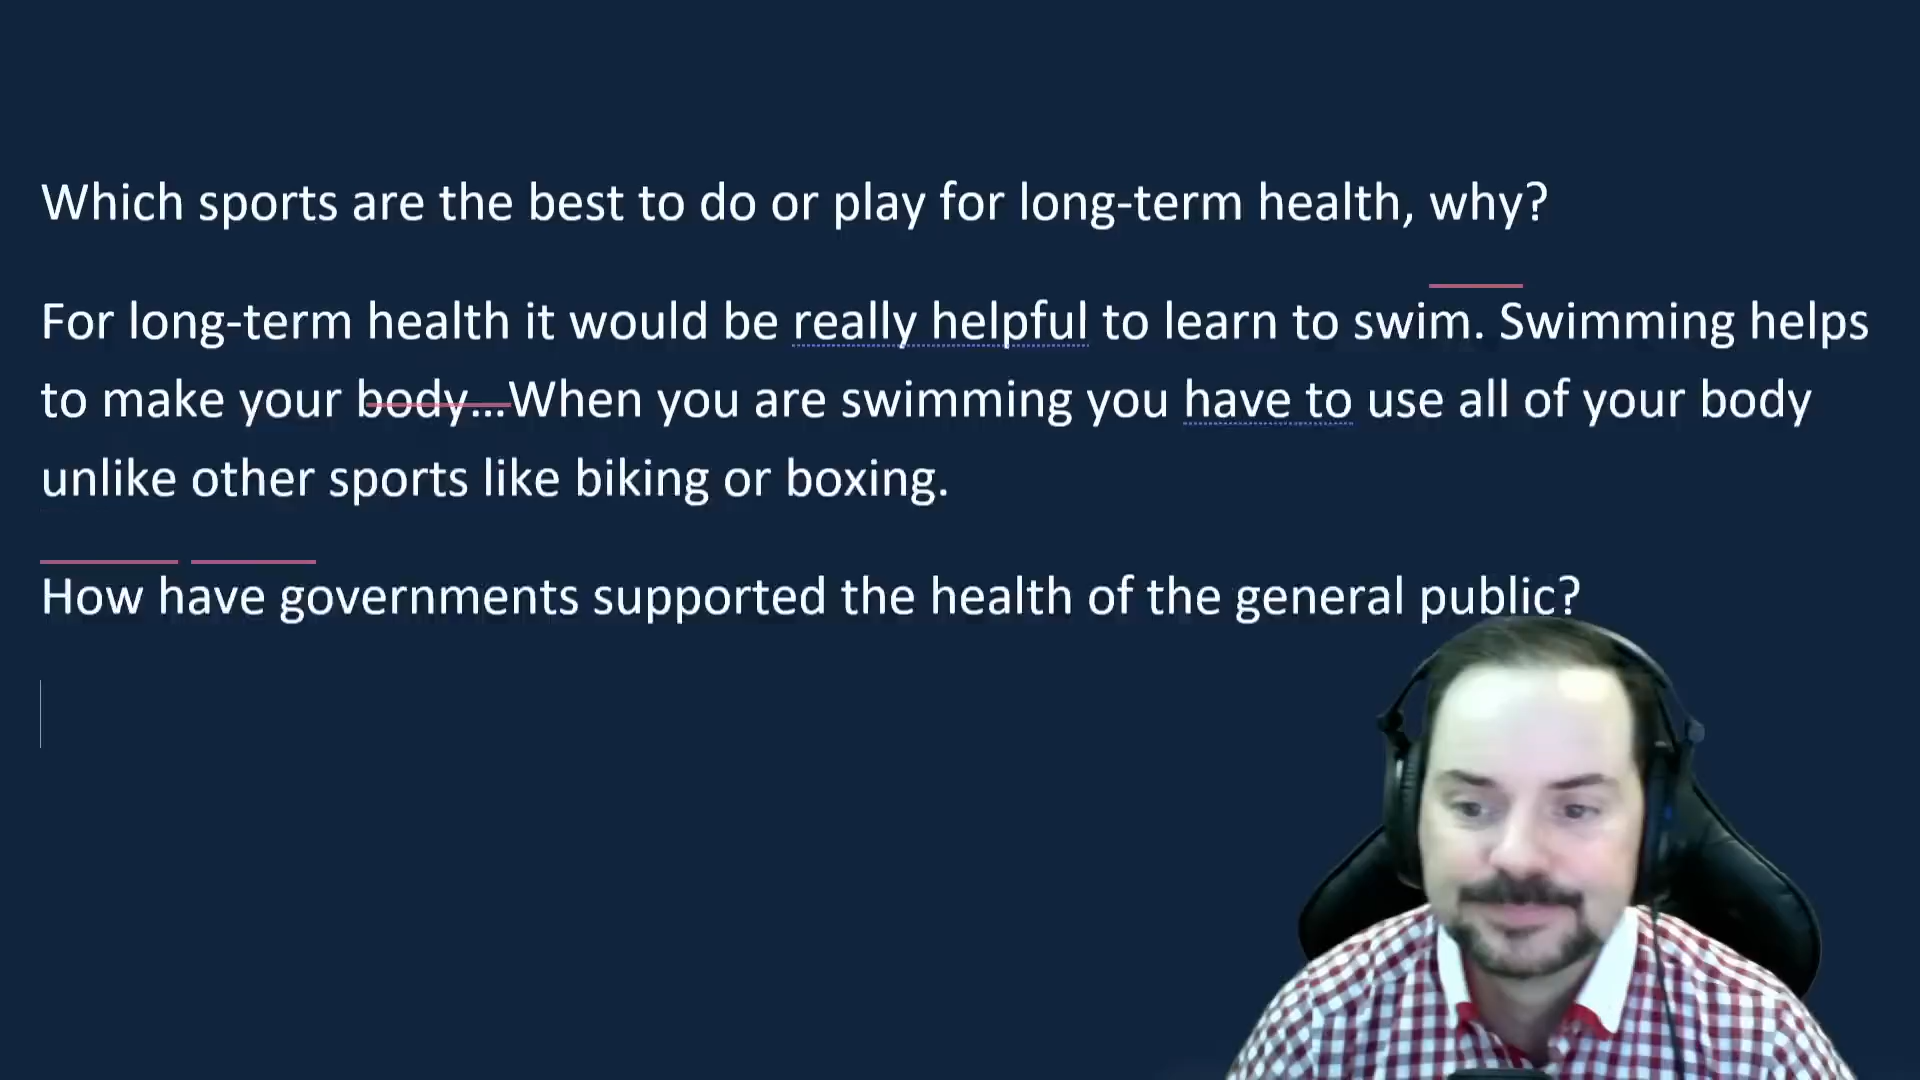 Which sports are the best to do or play for long-term health, why?
For long-term health it would be really helpful to learn to swim. Swimming helps
to make your body...When you are swimming you have to use all of your body
unlike other sports like biking or boxing.
How have governments supported the health of the general public?